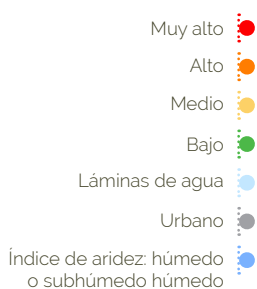 Muy alto
Alto
Medio
Bajo
Láminas de agua
Urbano
Índice de aridez: húmedo
o subhúmedo húmedo